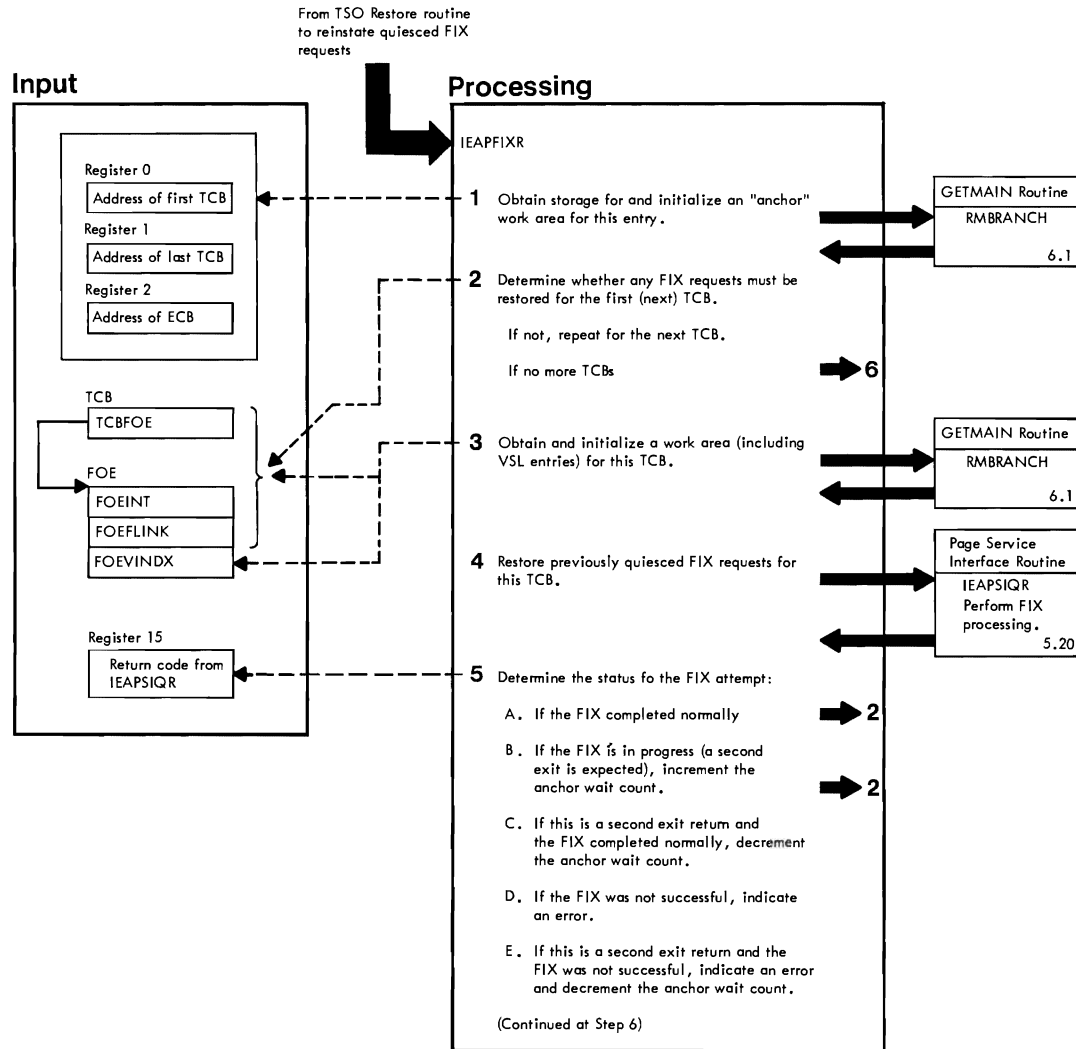 From TSO Restore routine
to reinstate quiesced FIX
requests
Input
Processing
Register 0
Address of first TCB
Register 1
Address of last TCB
Register 2
Address of ECB
TCB
TCBFOE
FOE
FOEINT
FOEFLINK
FOEVINDX
Register 15
Return code from
IEAPSIQR
IEAPFIXR
1 Obtain storage for and initialize an "anchor"
work area for this entry.
2 Determine whether any FIX requests must be
restored for the first (next) TCB.
If not, repeat for the next TCB.
If no more TCBs
6
3 Obtain and initialize a work area (including
VSL entries) for this TCB.
4 Restore previously quiesced FIX requests for
this TCB.
5 Determine the status fo the FIX attempt:
A. If the FIX completed normally
2
B. If the FIX is in progress (a second
exit is expected), increment the
anchor wait count.
2
C. If this is a second exit return and
the FIX completed normally, decrement
the anchor wait count.
D. If the FIX was not successful, indicate
an error.
E. If this is a second exit return and the
FIX was not successful, indicate an error
and decrement the anchor wait count.
(Continued at Step 6)
GETMAIN Routine
RMBRANCH
6.1
GETMAIN Routine
RMBRANCH
6.1
Page Service
Interface Routine
IEAPSIQR
Perform FIX
processing.
5.20